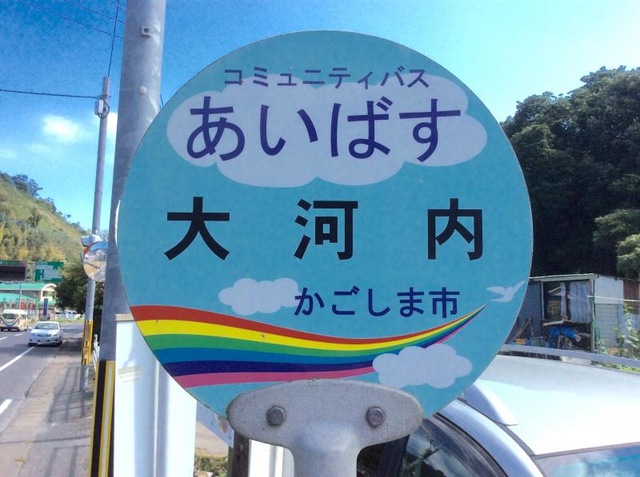 コミュニティバス
あいばす
大河内
かごしま市